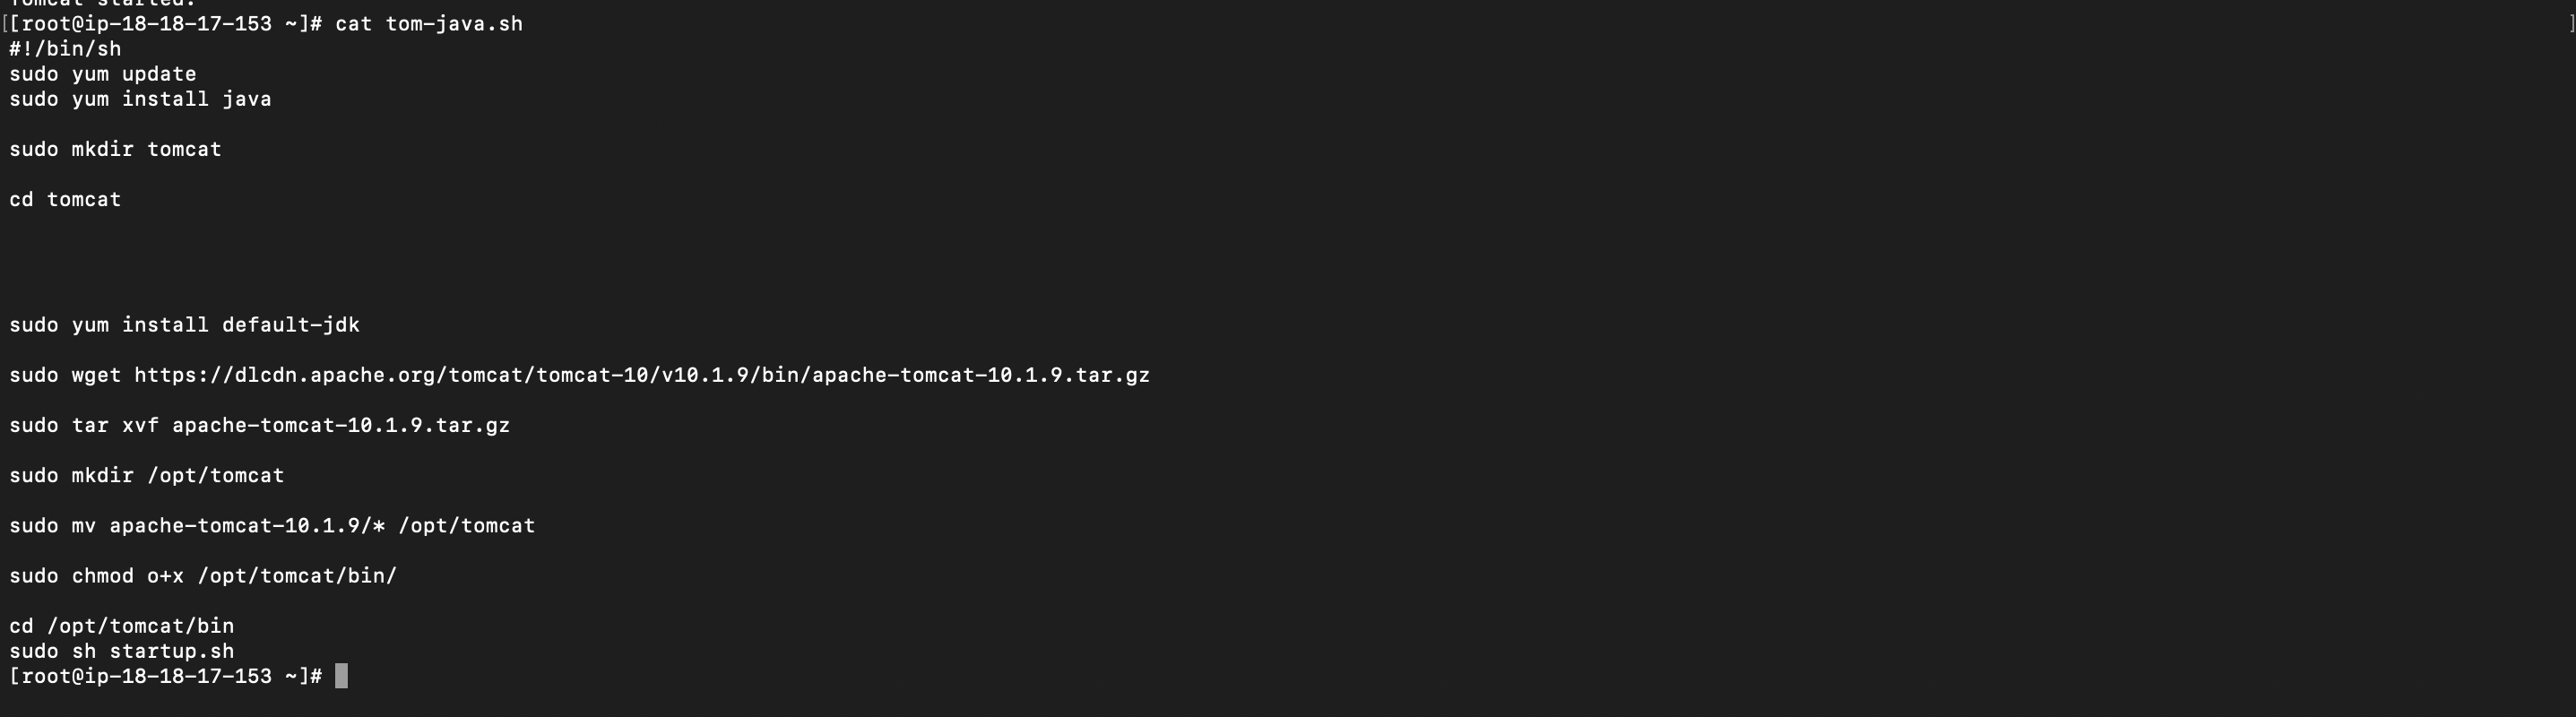 Tomcat started.
[[root@ip-18-18-17-153 ~]# cat tom-java.sh ]
#!/bin/sh
sudo yum update
sudo yum install java
sudo mkdir tomcat
cd tomcat
sudo yum install default-jdk
sudo wget https://dlcdn.apache.org/tomcat/tomcat-10/v10.1.9/bin/apache-tomcat-10.1.9.tar.gz
sudo tar xvf apache-tomcat-10.1.9.tar.gz
sudo mkdir /opt/tomcat
sudo mv apache-tomcat-10.1.9/* /opt/tomcat
sudo chmod o+x /opt/tomcat/bin/
cd /opt/tomcat/bin
sudo sh startup.sh
[root@ip-18-18-17-153 ~]#